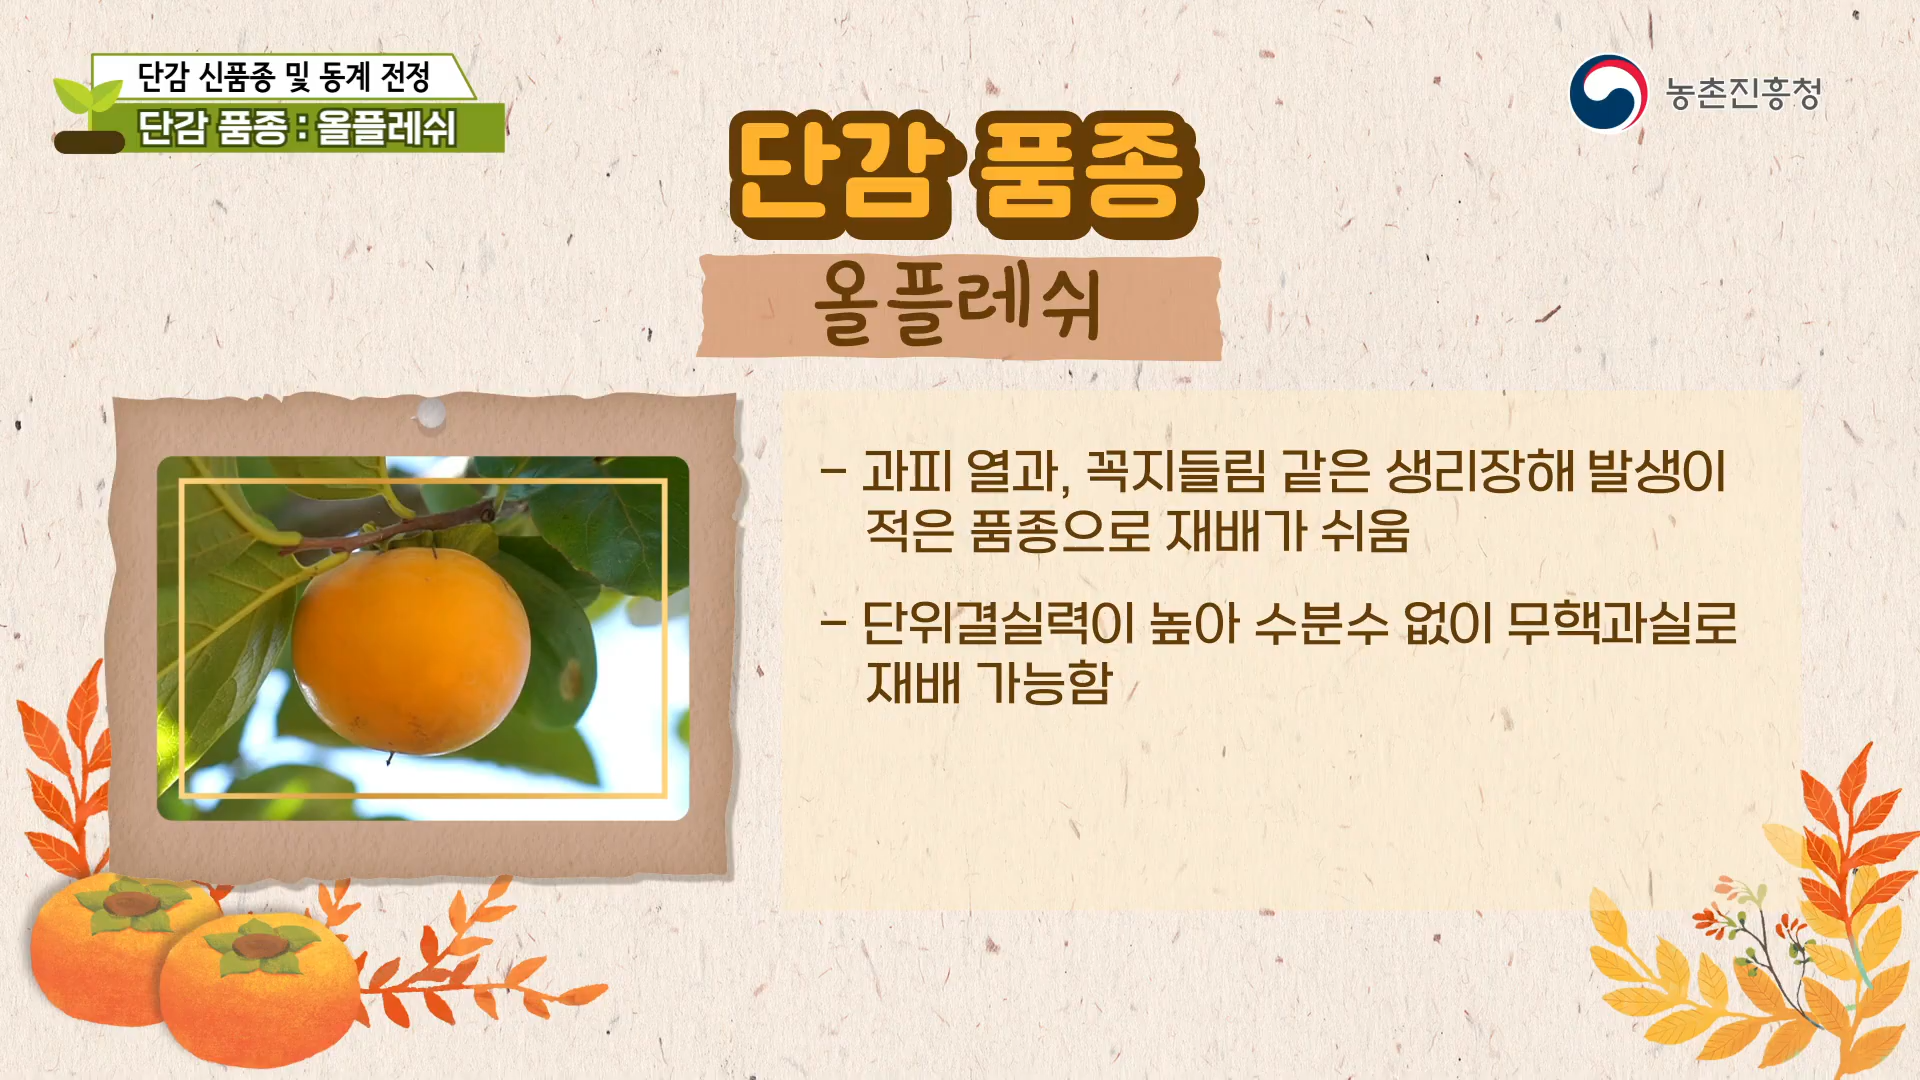 단감 신품종 및 동계 전정
단감 품종 : 올플레쉬
농촌진흥청
단감 품종
올플레쉬
- 과피 열과, 꼭지들림 같은 생리장해 발생이
적은 품종으로 재배가 쉬움
- 단위결실력이 높아 수분수 없이 무핵과실로
재배 가능함